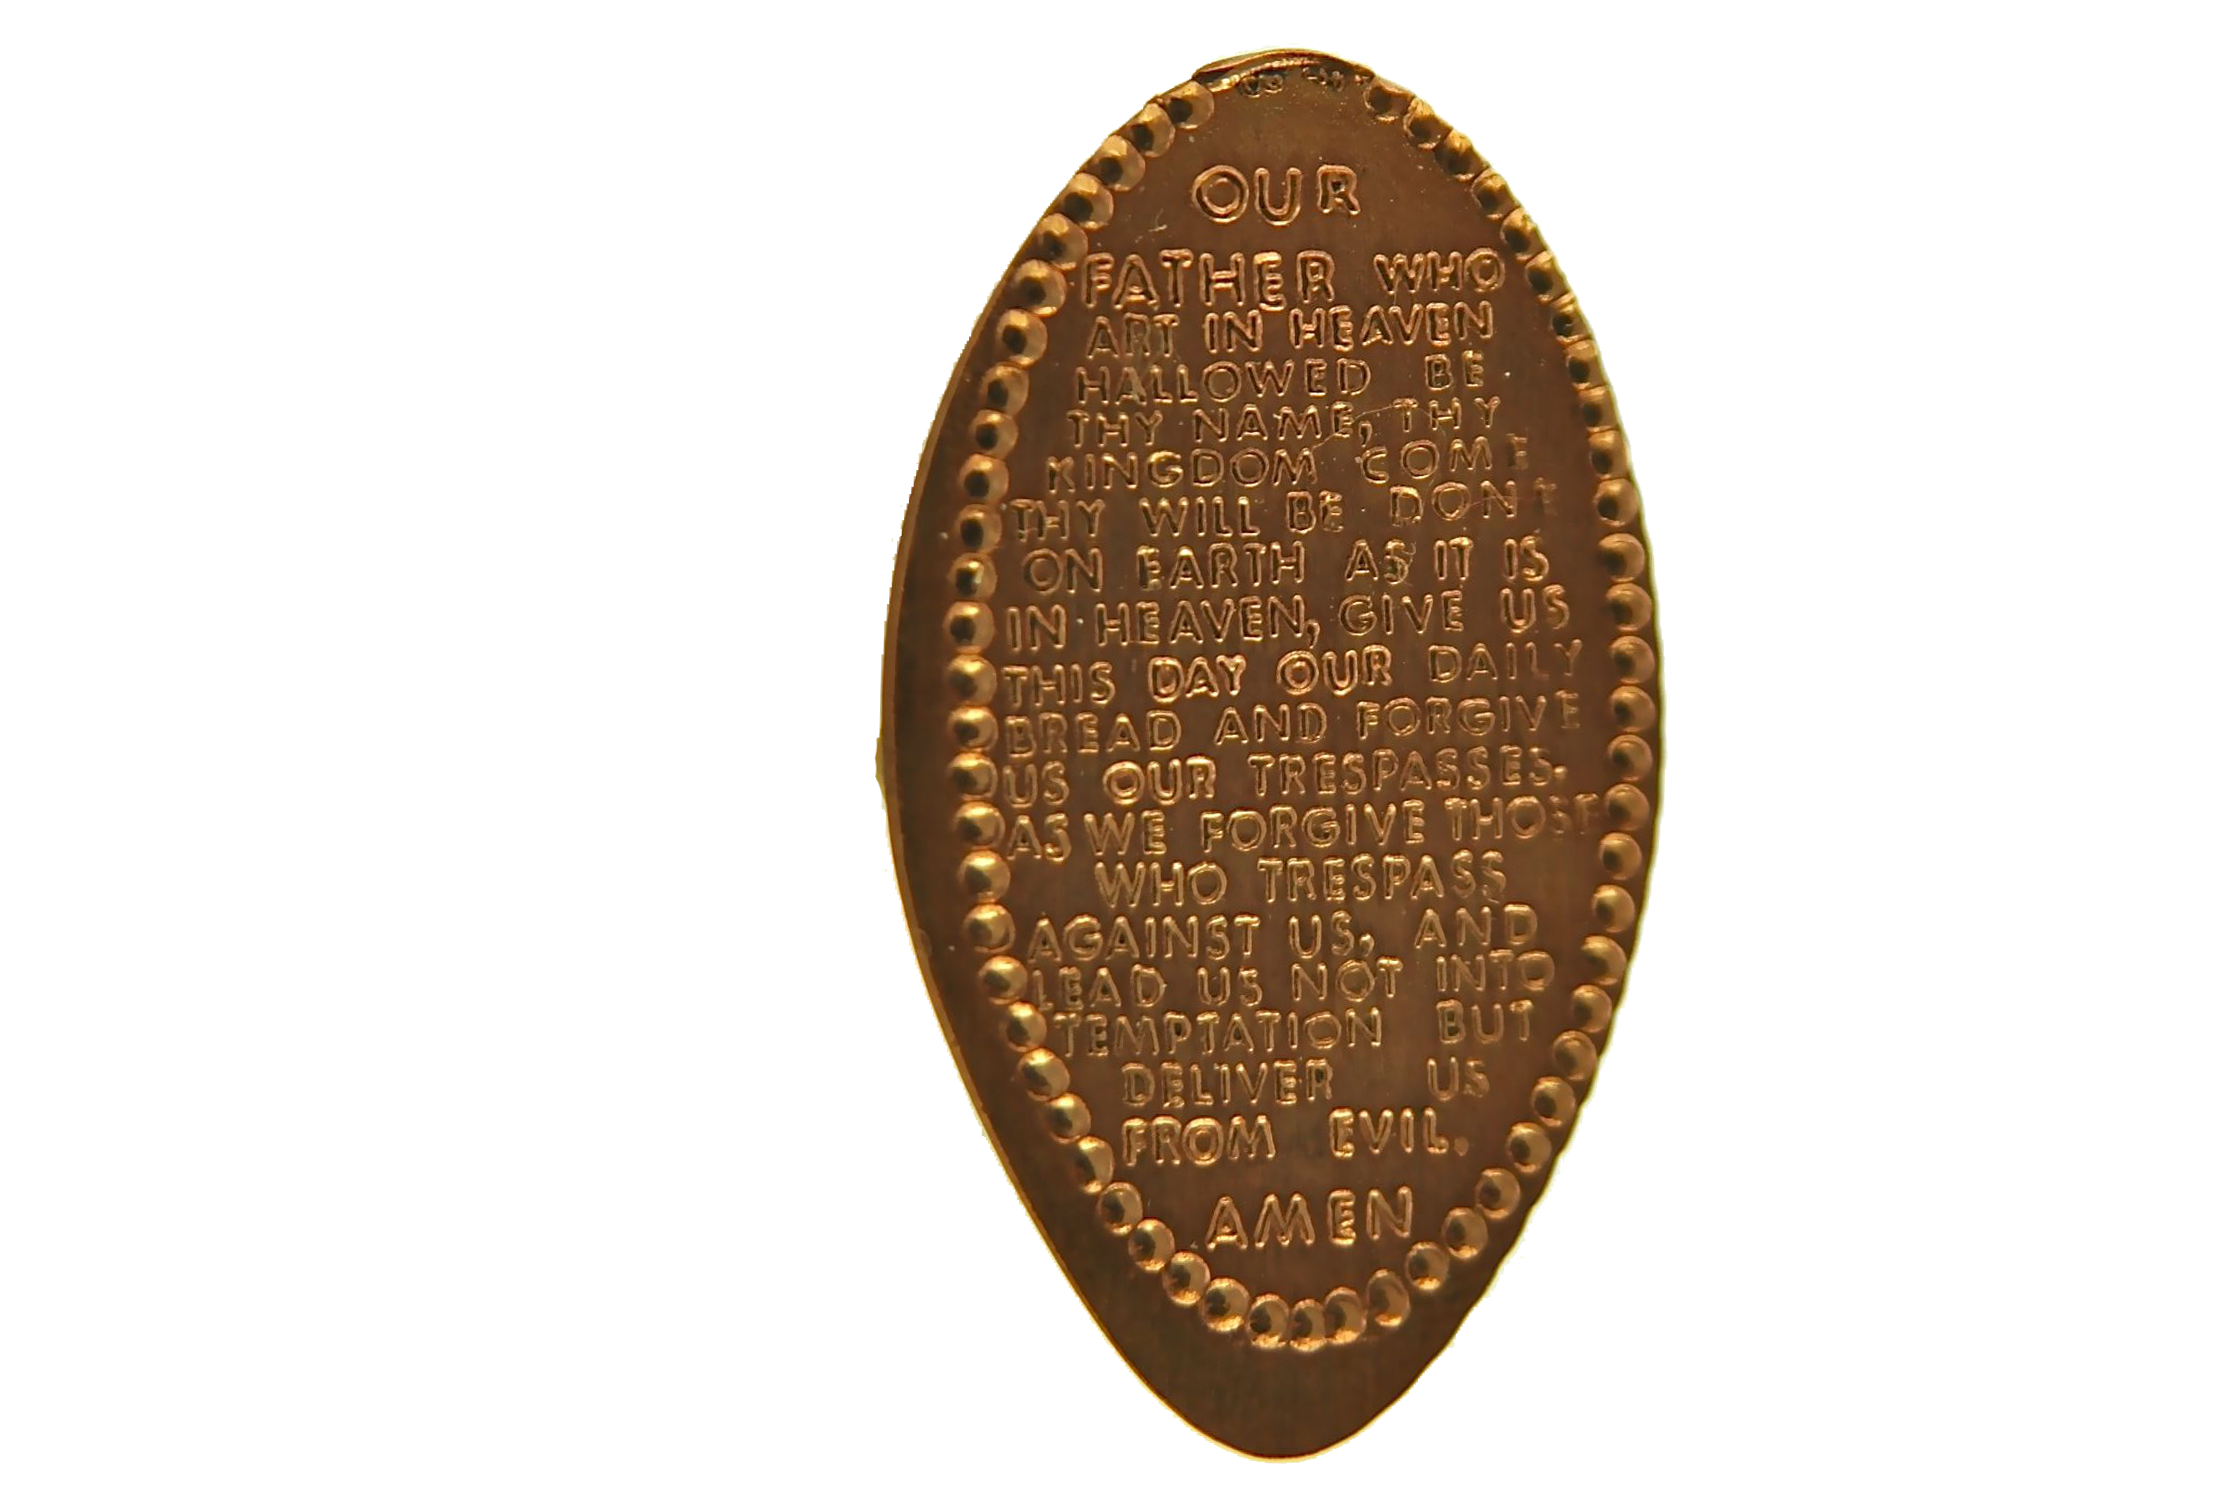 OUR
FATHER WHO
ART IN HEAVEN
HALLOWED BE
THY NAME, THY
KINGDOM COME
THY WILL BE DONE
ON EARTH AS IT IS
IN HEAVEN, GIVE US
THIS DAY OUR DAILY
BREAD AND FORGIVE
US OUR TRESPASSES.
AS WE FORGIVE THOSE
WHO TRESPASS
AGAINST US, AND
LEAD US NOT INTO
TEMPTATION BUT
DELIVER US
FROM EVIL.
AMEN